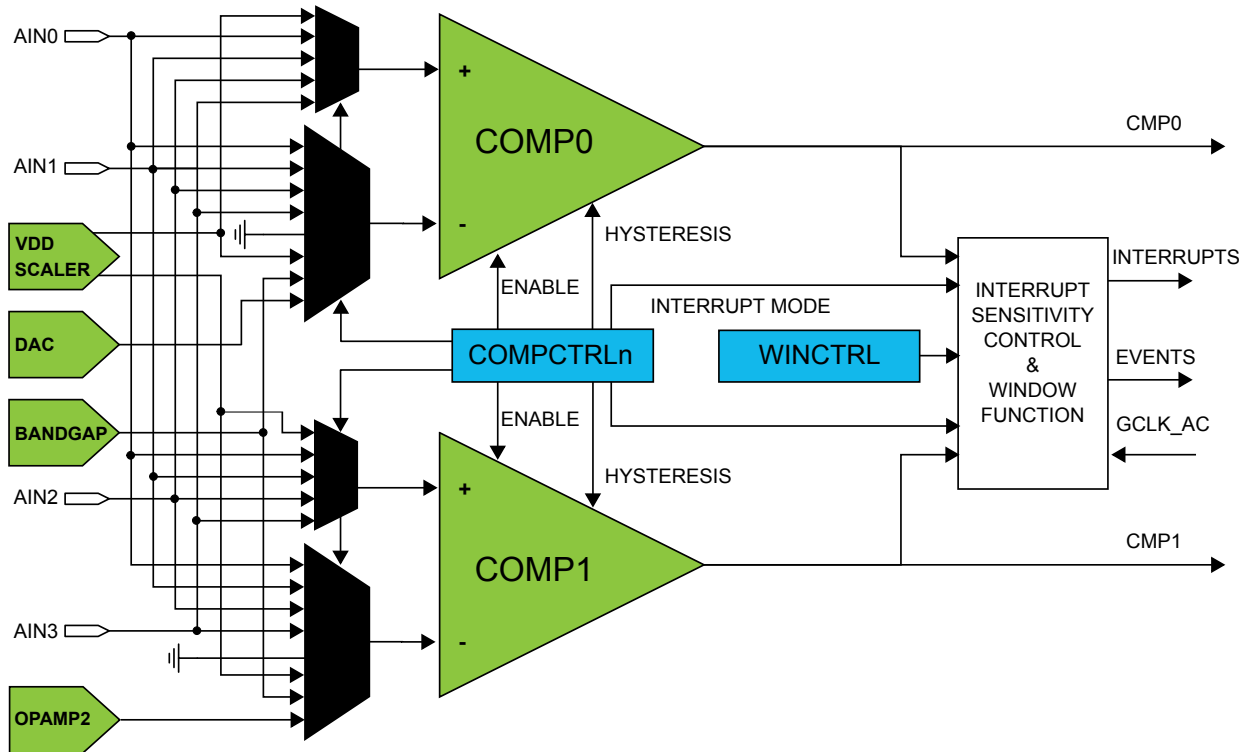 AIN0
+
COMP0
CMP0
AIN1
-
VDD
SCALER
HYSTERESIS
INTERRUPTS
ENABLE
INTERRUPT MODE
INTERRUPT
SENSITIVITY
CONTROL
&
WINDOW
FUNCTION
DAC
COMPCTRLn
WINCTRL
EVENTS
BANDGAP
ENABLE
GCLK_AC
HYSTERESIS
AIN2
+
COMP1
CMP1
AIN3
-
OPAMP2